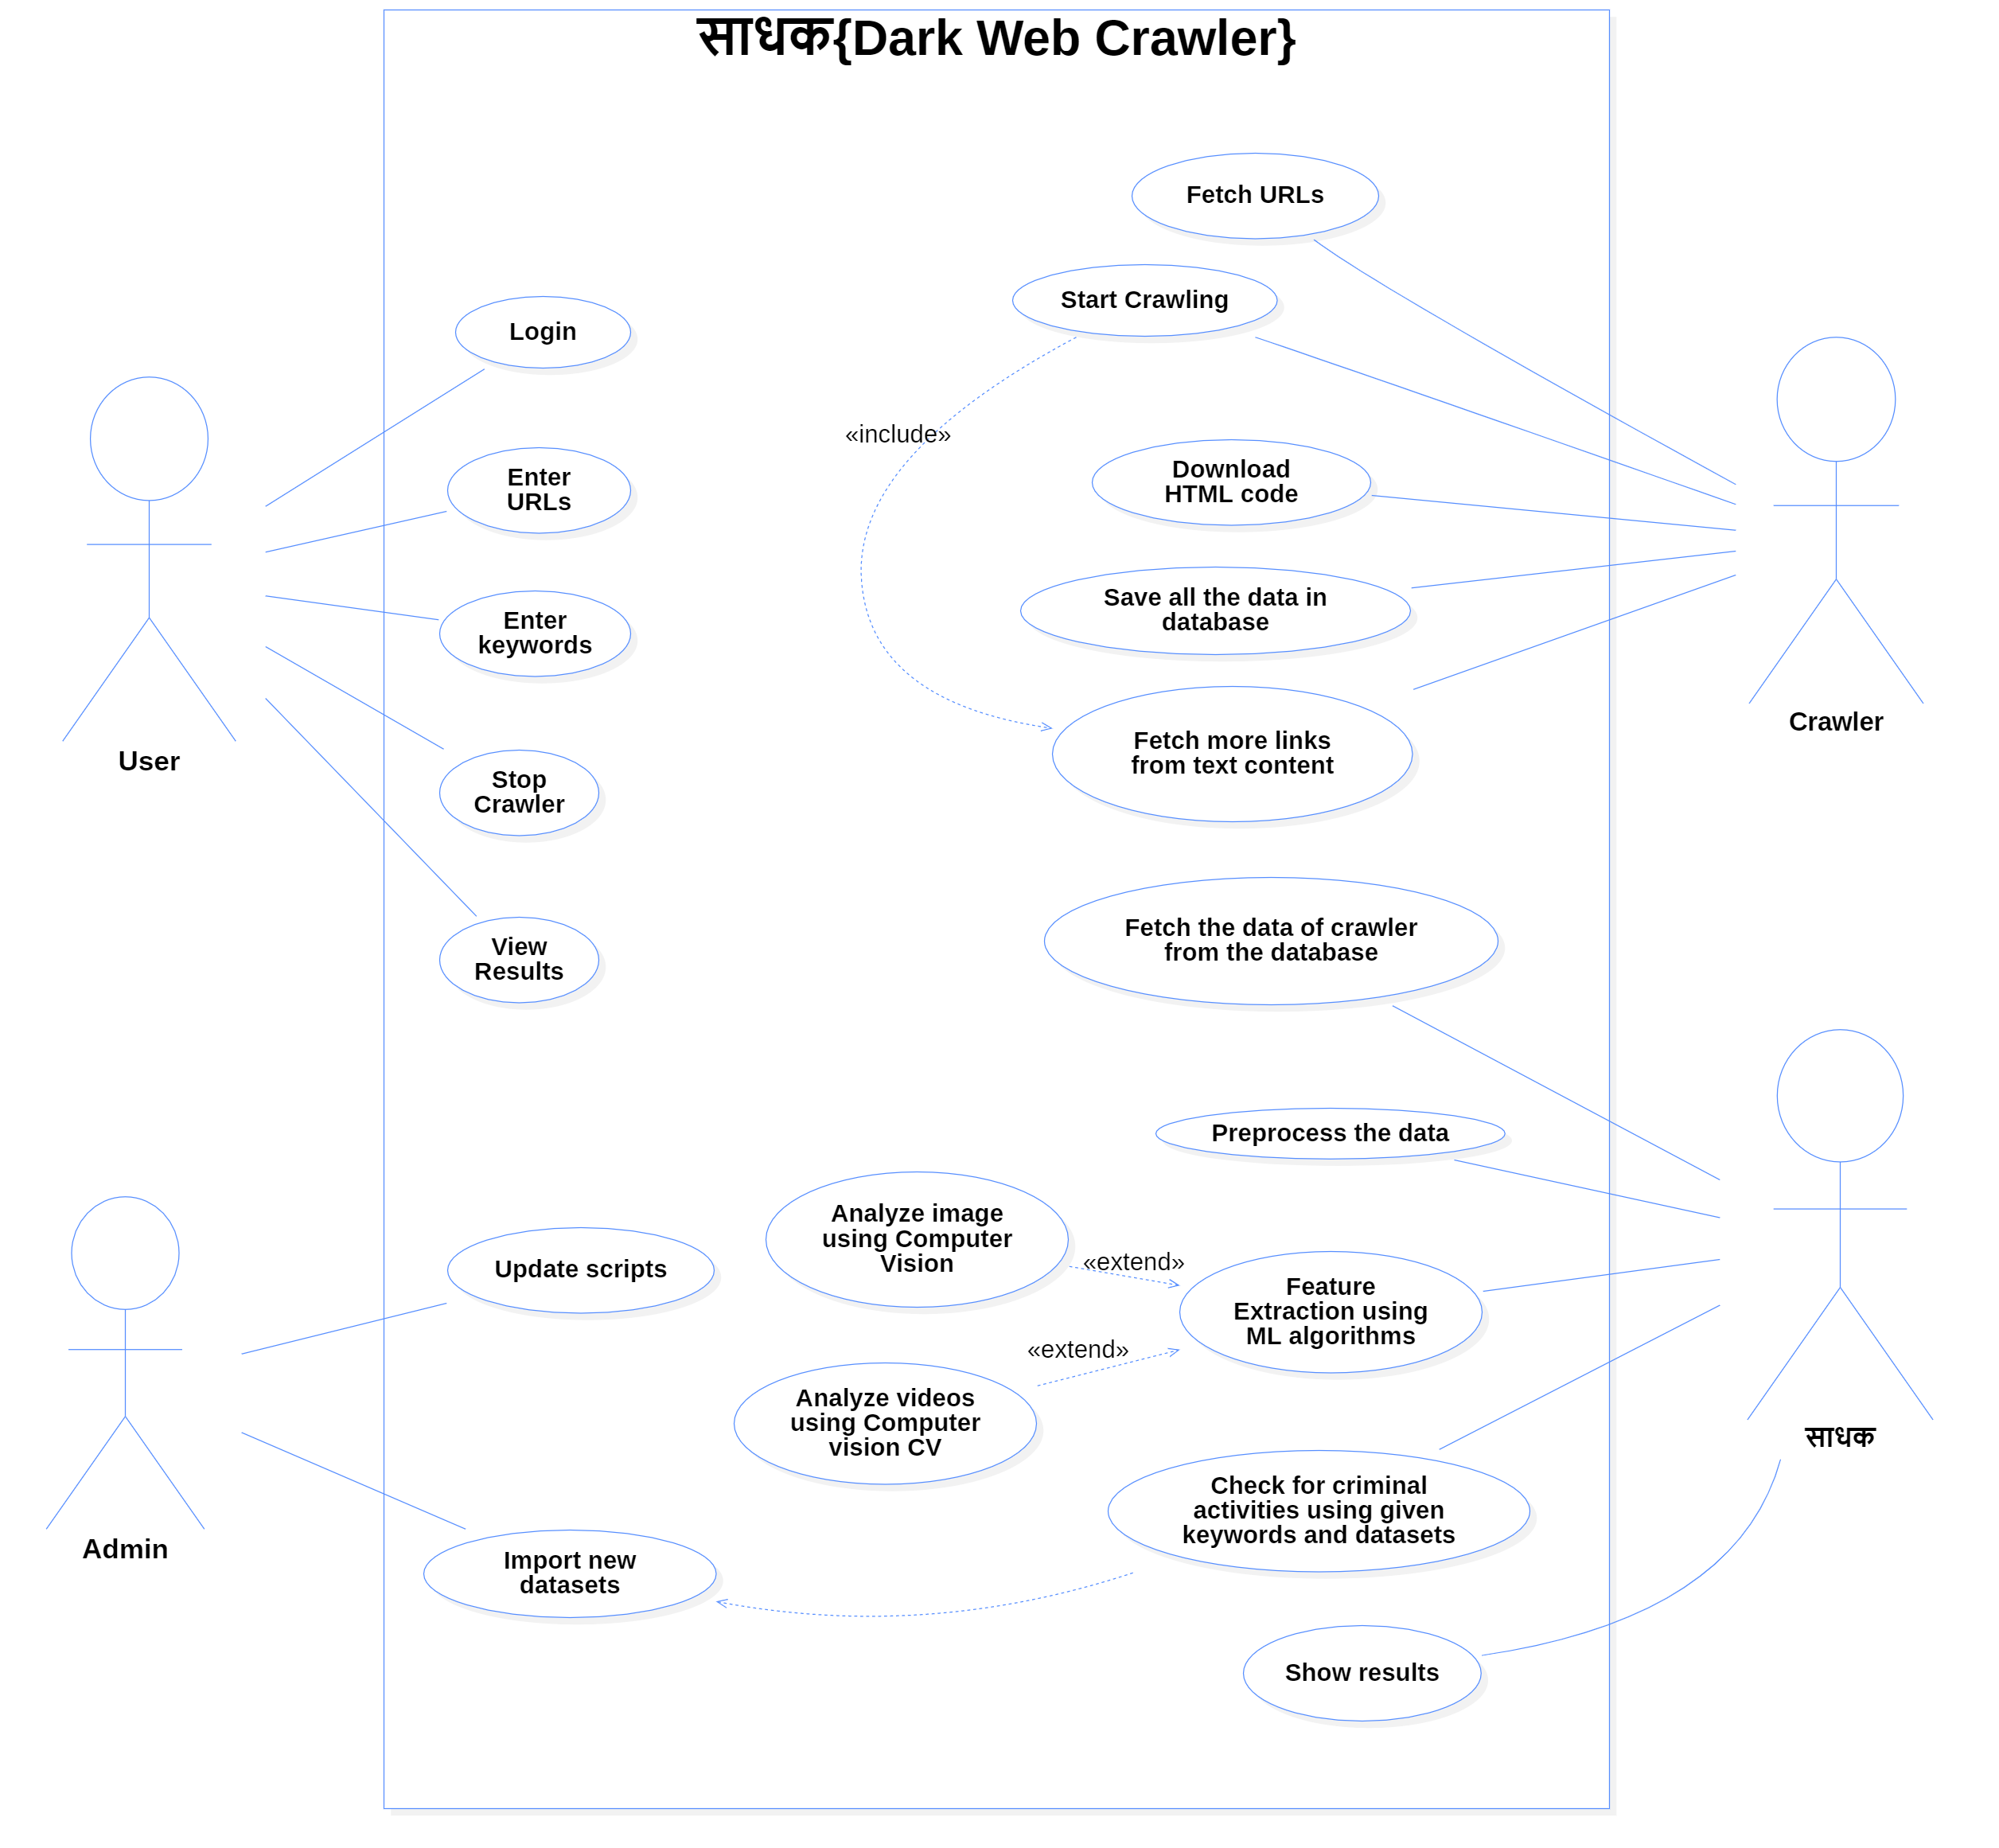 साधक{Dark Web Crawler}
Fetch URLs
Start Crawling
Login
«include»
Enter
URLs
Download
HTML code
Enter
keywords
Save all the data in
database
User
Crawler
Fetch more links
from text content
Stop
Crawler
View
Results
Fetch the data of crawler
from the database
Preprocess the data
Analyze image
using Computer
Vision
Update scripts
«extend»
Feature
Extraction using
ML algorithms
«extend»
Analyze videos
using Computer
vision CV
साधक
Check for criminal
activities using given
keywords and datasets
Admin
Import new
datasets
Show results